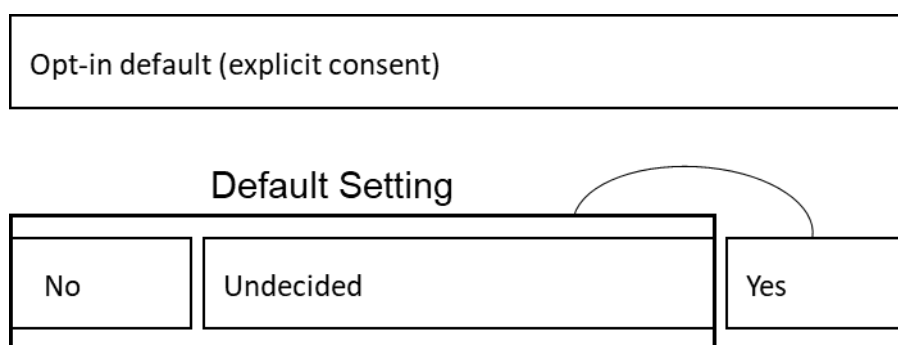 Opt-in default (explicit consent)
Default Setting
No
Undecided
Yes